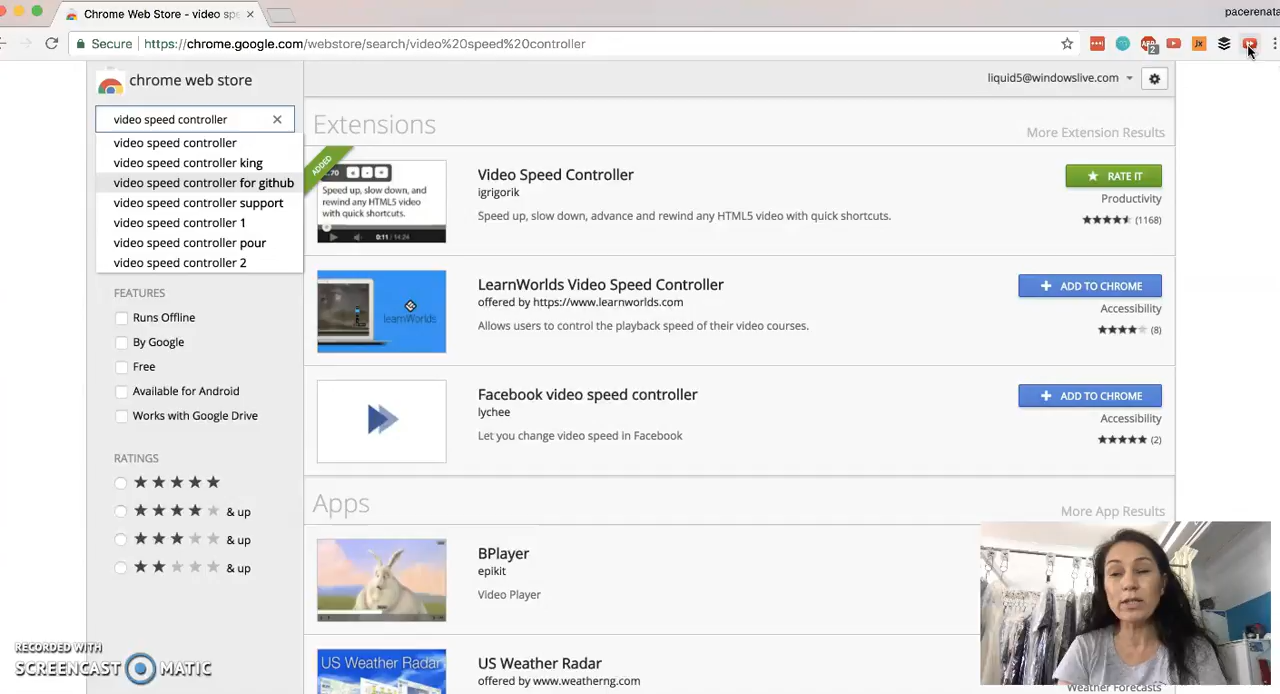 Chrome Web Store - video spe
pacerenata
Secure
https://chrome.google.com/webstore/search/video%20speed%20controller
2
Jx
chrome web store
liquid5@windowslive.com
video speed controller
video speed controller
video speed controller king
video speed controller for github
video speed controller support
video speed controller 1
video speed controller pour
video speed controller 2
FEATURES
Runs Offline
By Google
Free
Available for Android
Works with Google Drive
RATINGS
& up
& up
& up
Extensions
More Extension Results
ADDED
.70
Speed up, slow down, and
rewind any HTML5 video
with quick shortcuts.
0:11 / 14:24
Video Speed Controller
igrigorik
Speed up, slow down, advance and rewind any HTML5 video with quick shortcuts.
RATE IT
Productivity
(1168)
learnWorlds
LearnWorlds Video Speed Controller
offered by https://www.learnworlds.com
Allows users to control the playback speed of their video courses.
ADD TO CHROME
Accessibility
(8)
Facebook video speed controller
lychee
Let you change video speed in Facebook
ADD TO CHROME
Accessibility
(2)
Apps
More App Results
BPlayer
epikit
Video Player
US Weather Radar
US Weather Radar
offered by www.weatherng.com
Weather Forecasts
RECORDED WITH
SCREENCAST MATIC